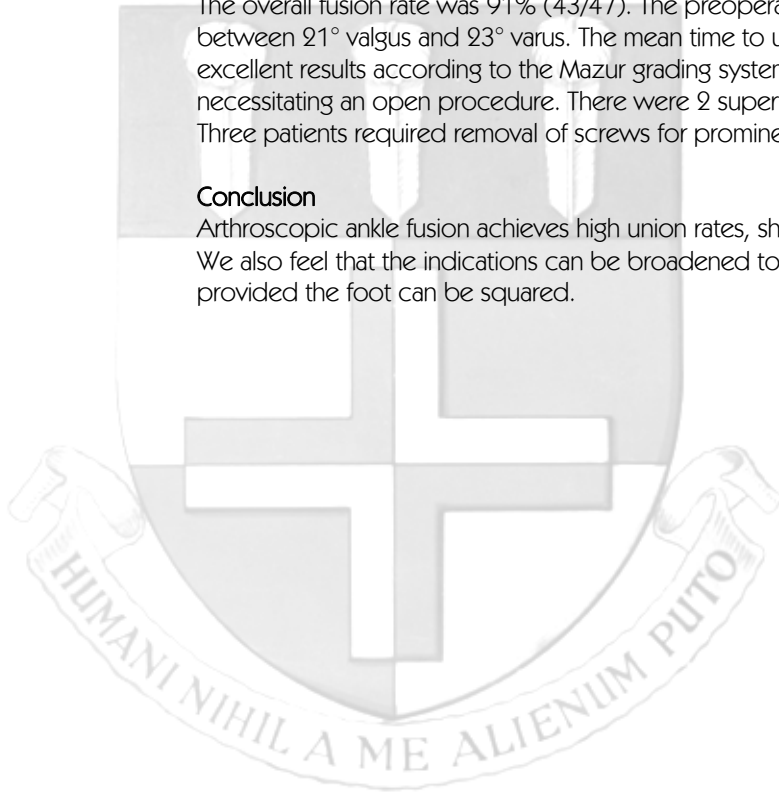 The overall fusion rate was 91% (43/47). The preopera
between 21° valgus and 23° varus. The mean time to u
excellent results according to the Mazur grading system
necessitating an open procedure. There were 2 super
Three patients required removal of screws for promine
Conclusion
Arthroscopic ankle fusion achieves high union rates, sh
We also feel that the indications can be broadened to
provided the foot can be squared.
HUMANI NIHIL A ME ALIENUM PUTO